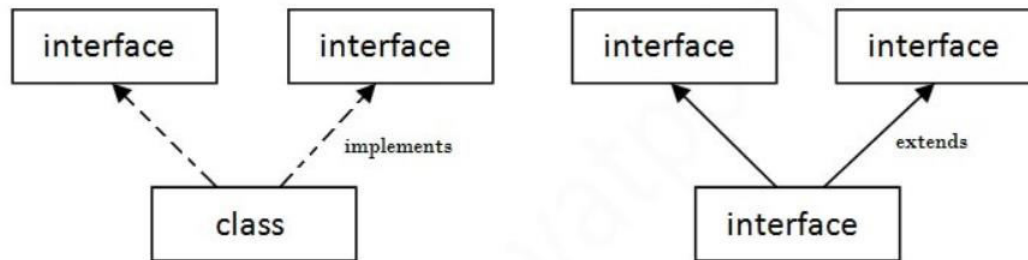 interface interface interface interface
implements extends
class interface